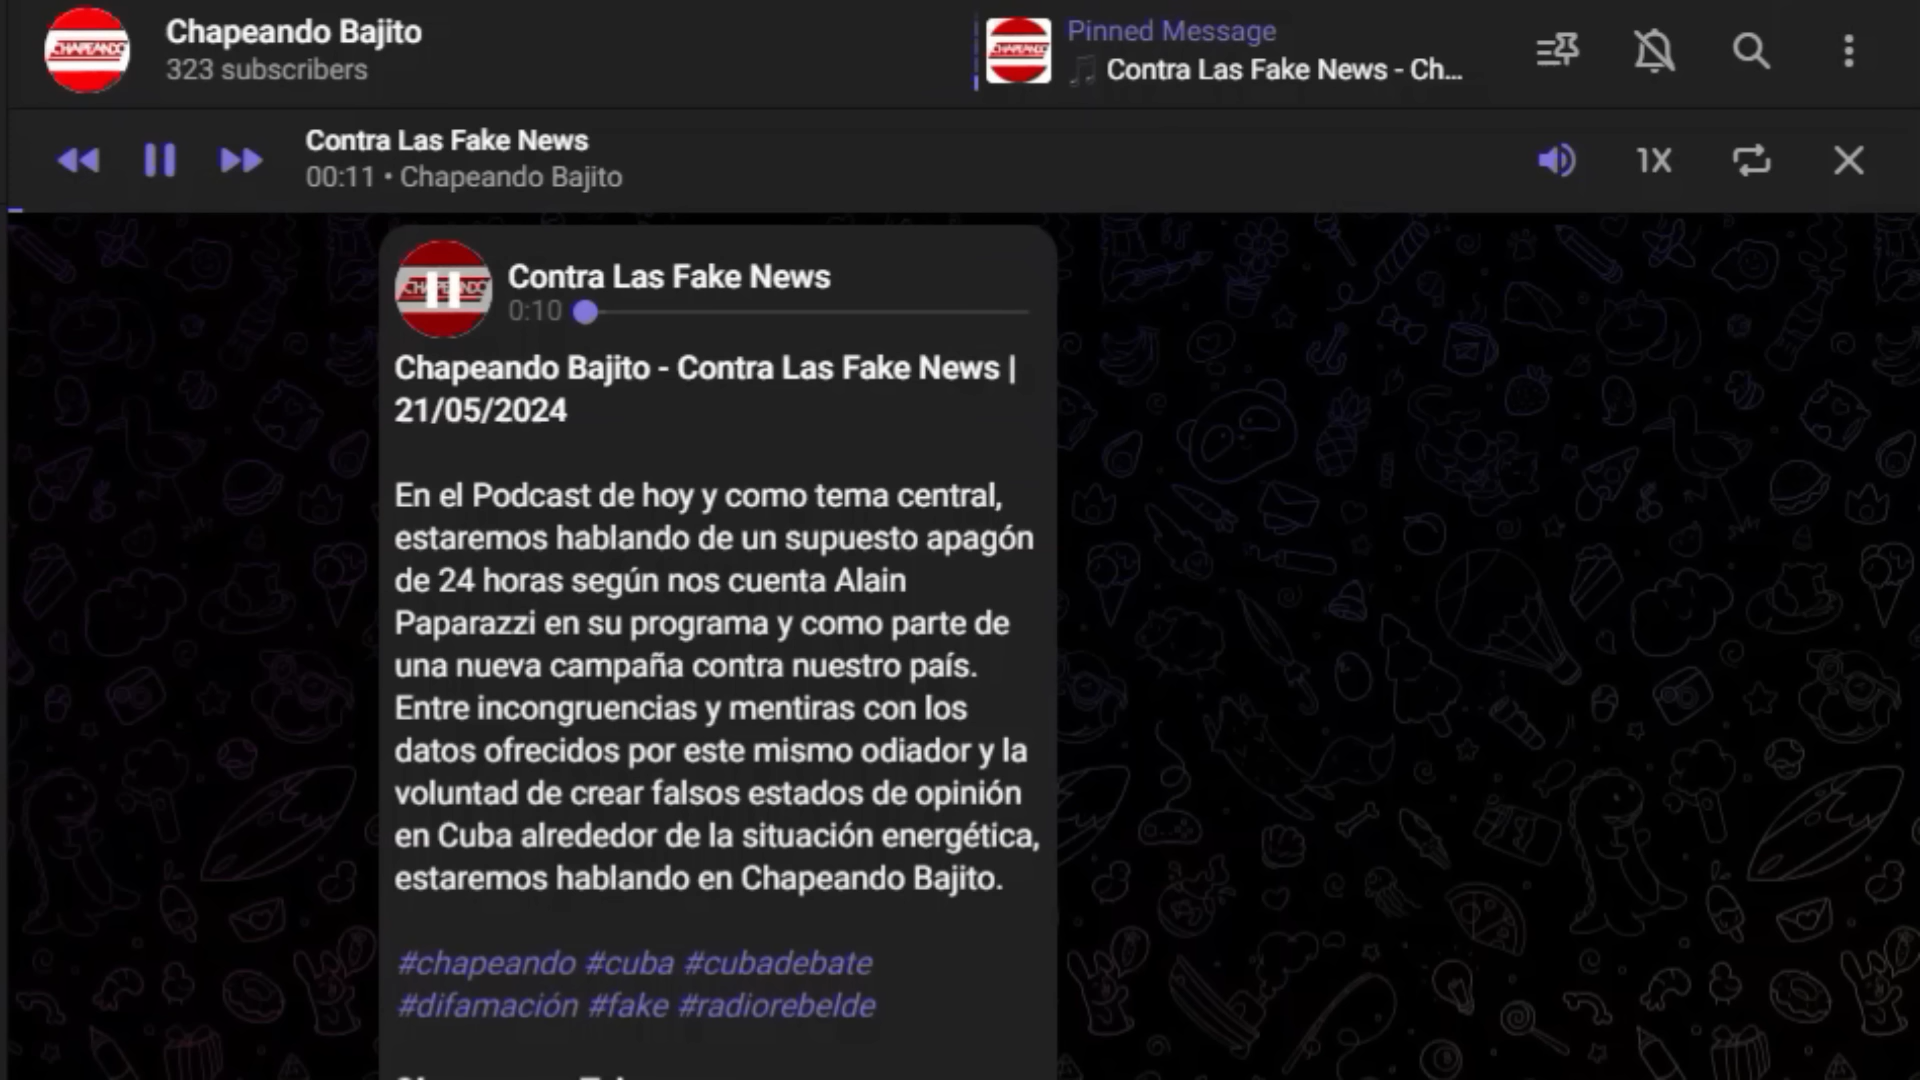 Chapeando Bajito
323 subscribers
CHAPEANDO
CHAPEANDO
Pinned Message
Contra Las Fake News - Ch...
Contra Las Fake News
00:11 • Chapeando Bajito
1X
Contra Las Fake News
0:10
Chapeando Bajito - Contra Las Fake News |
21/05/2024
En el Podcast de hoy y como tema central,
estaremos hablando de un supuesto apagón
de 24 horas según nos cuenta Alain
Paparazzi en su programa y como parte de
una nueva campaña contra nuestro país.
Entre incongruencias y mentiras con los
datos ofrecidos por este mismo odiador y la
voluntad de crear falsos estados de opinión
en Cuba alrededor de la situación energética,
estaremos hablando en Chapeando Bajito.
#chapeando #cuba #cubadebate
#difamación #fake #radiorebelde